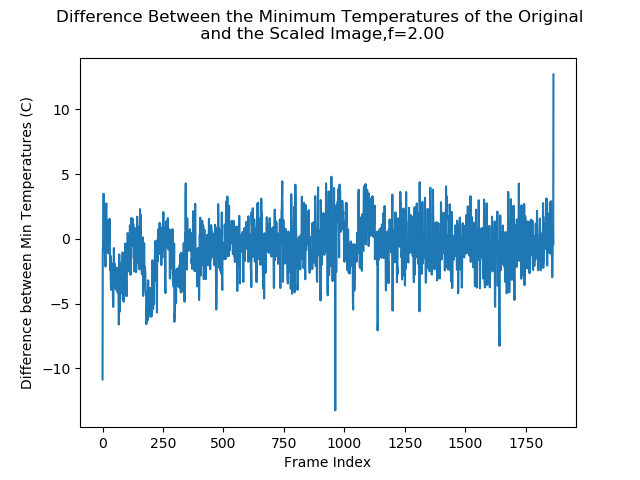 Difference Between the Minimum Temperatures of the Original
and the Scaled Image,f=2.00
Difference between Min Temperatures (C)
10
5
0
−5
−10
0 250 500 750 1000 1250 1500 1750
Frame Index